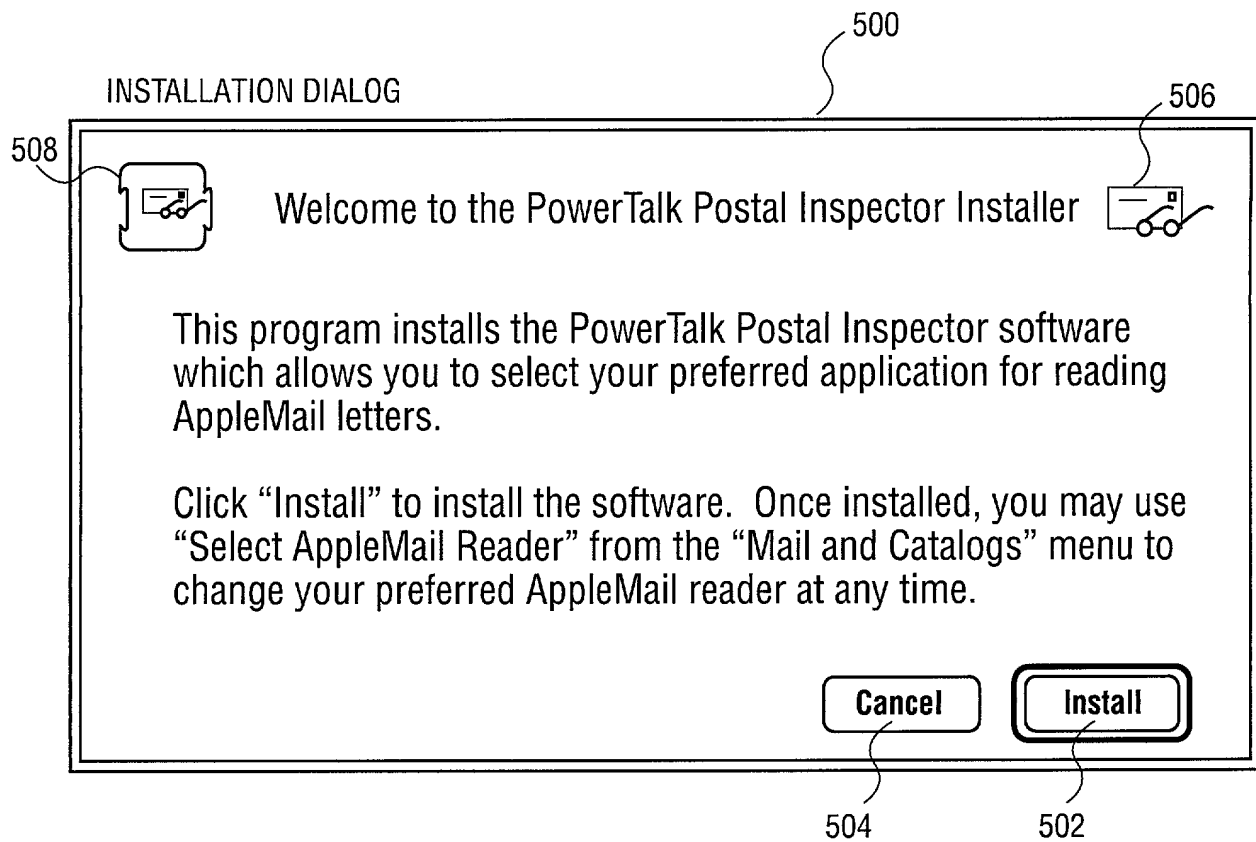 500
INSTALLATION DIALOG
506
508
Welcome to the PowerTalk Postal Inspector Installer
This program installs the PowerTalk Postal Inspector software
which allows you to select your preferred application for reading
AppleMail letters.
Click “Install” to install the software. Once installed, you may use
“Select AppleMail Reader” from the “Mail and Catalogs” menu to
change your preferred AppleMail reader at any time.
Cancel Install
504 502